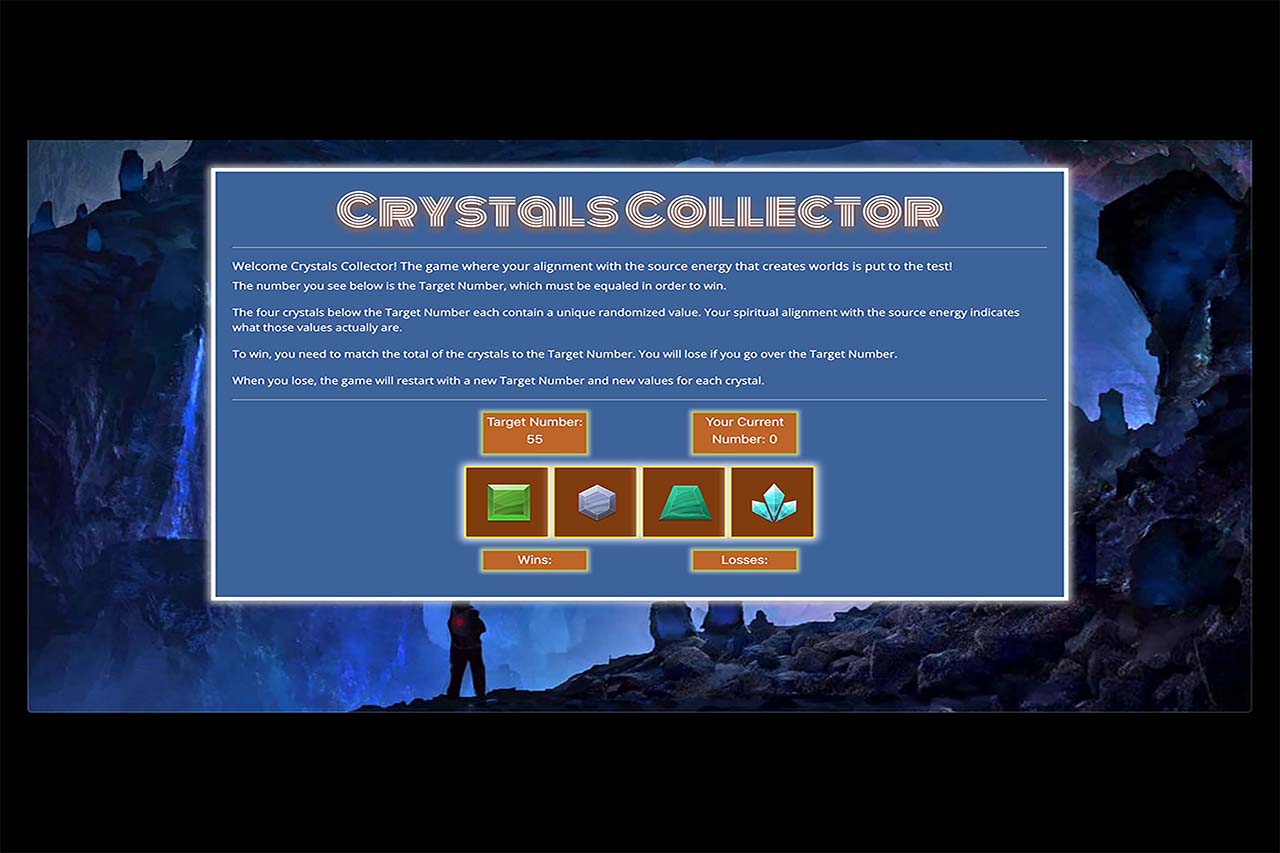 Crystals Collector
Welcome Crystals Collector! The game where your alignment with the source energy that creates worlds is put to the test!
The number you see below is the Target Number, which must be equaled in order to win.
The four crystals below the Target Number each contain a unique randomized value. Your spiritual alignment with the source energy indicates
what those values actually are.
To win, you need to match the total of the crystals to the Target Number. You will lose if you go over the Target Number.
When you lose, the game will restart with a new Target Number and new values for each crystal.
Target Number:
55
Your Current
Number: 0
Wins:
Losses: